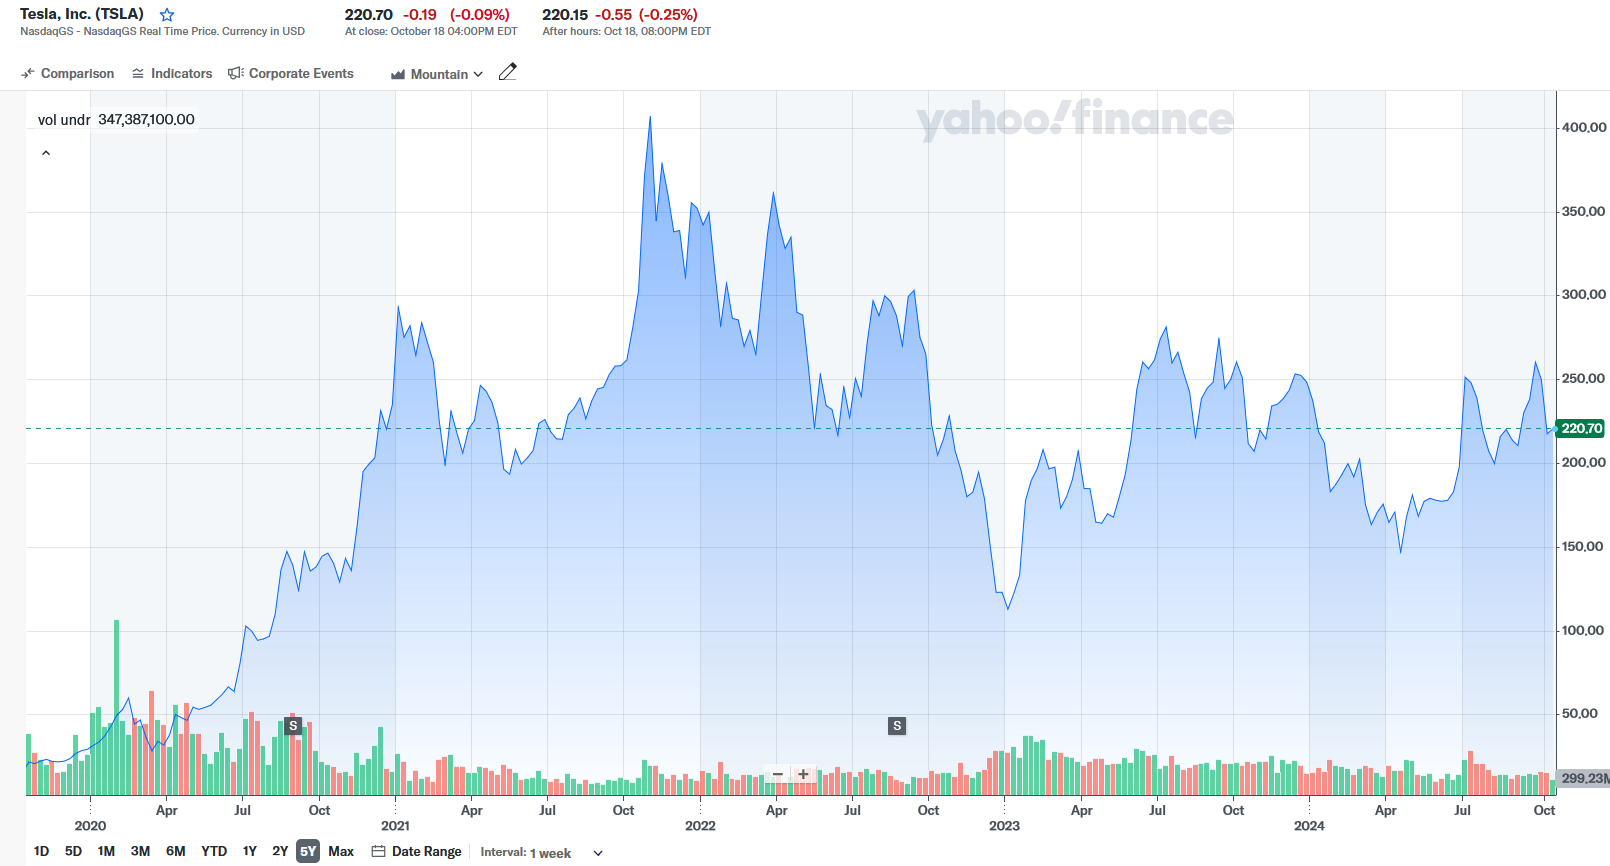 Tesla, Inc. (TSLA)
220.70 -0.19 (-0.09%)
220.15 -0.55 (-0.25%)
NasdaqGS - NasdaqGS Real Time Price. Currency in USD
At close: October 18 04:00PM EDT
After hours: Oct 18, 08:00PM EDT
Comparison Indicators Corporate Events Mountain
vol undr 347,387,100.00
yahoo!finance
400.00
350.00
300.00
250.00
220.70
200.00
150.00
100.00
50.00
S S
− +
299.23M
Apr Jul Oct Apr Jul Oct Apr Jul Oct Apr Jul Oct Apr Jul Oct
2020 2021 2022 2023 2024
1D 5D 1M 3M 6M YTD 1Y 2Y 5Y Max Date Range Interval: 1 week